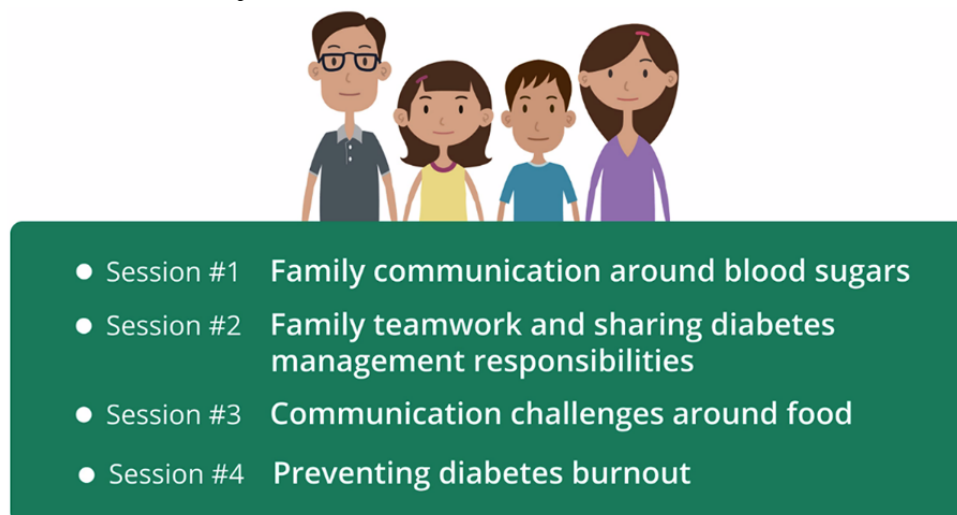 Session #1 Family communication around blood sugars
Session #2 Family teamwork and sharing diabetes
management responsibilities
Session #3 Communication challenges around food
Session #4 Preventing diabetes burnout